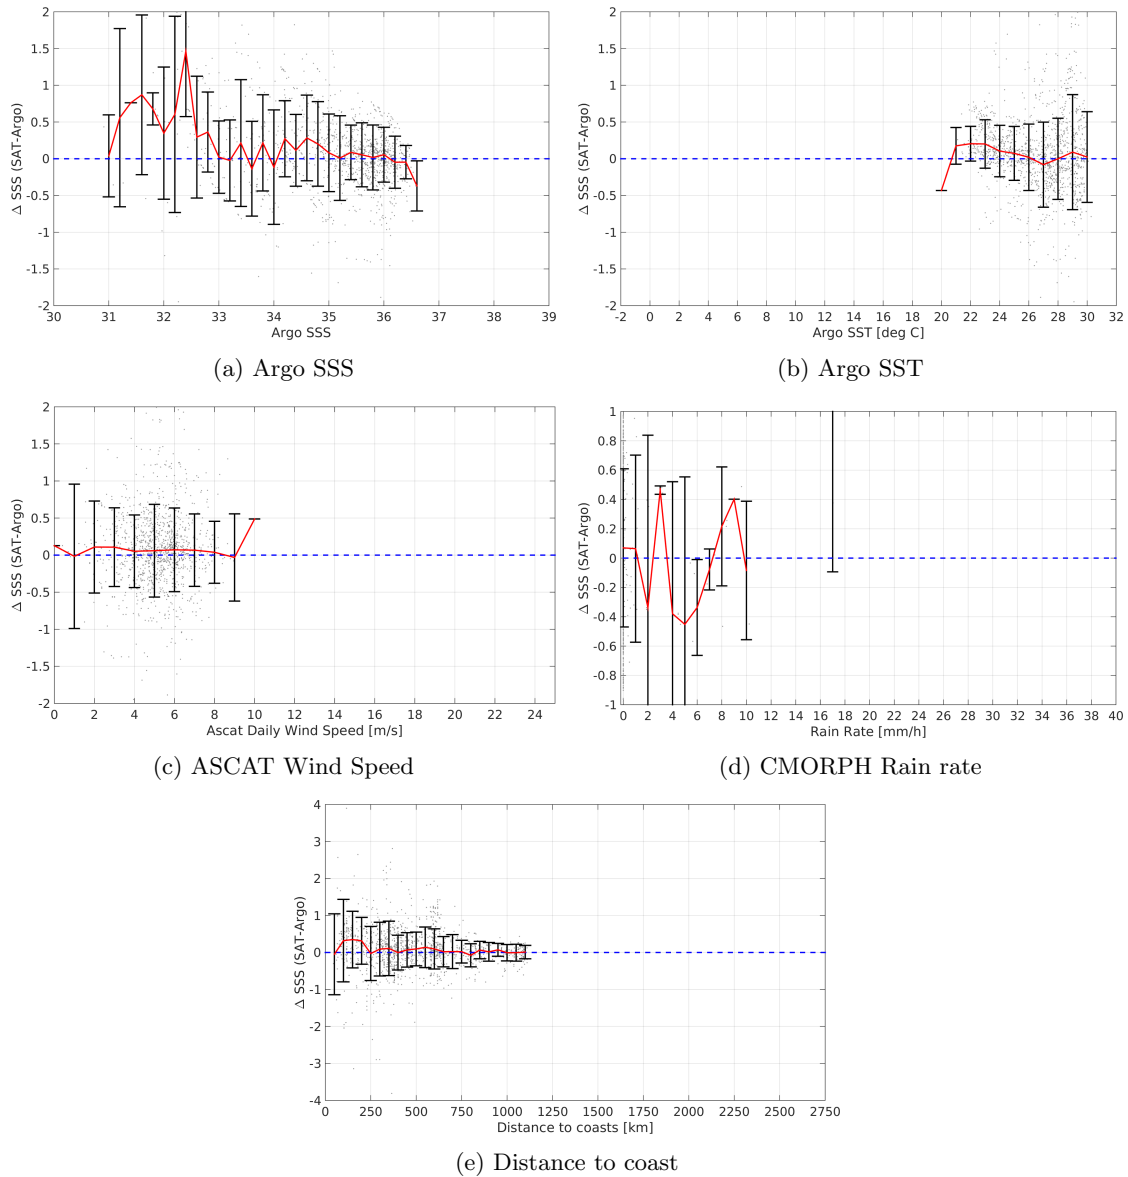 2
1.5
1
0.5
0
-0.5
-1
-1.5
-2
30 31 32 33 34 35 36 37 38 39
Δ SSS (SAT-Argo)
Argo SSS
(a) Argo SSS
2
1.5
1
0.5
0
-0.5
-1
-1.5
-2
-2 0 2 4 6 8 10 12 14 16 18 20 22 24 26 28 30 32
Δ SSS (SAT-Argo)
Argo SST [deg C]
(b) Argo SST
2
1.5
1
0.5
0
-0.5
-1
-1.5
-2
0 2 4 6 8 10 12 14 16 18 20 22 24
Δ SSS (SAT-Argo)
Ascat Daily Wind Speed [m/s]
(c) ASCAT Wind Speed
1
0.8
0.6
0.4
0.2
0
-0.2
-0.4
-0.6
-0.8
-1
0 2 4 6 8 10 12 14 16 18 20 22 24 26 28 30 32 34 36 38 40
Δ SSS (SAT-Argo)
Rain Rate [mm/h]
(d) CMORPH Rain rate
4
3
2
1
0
-1
-2
-3
-4
0 250 500 750 1000 1250 1500 1750 2000 2250 2500 2750
Δ SSS (SAT-Argo)
Distance to coasts [km]
(e) Distance to coast